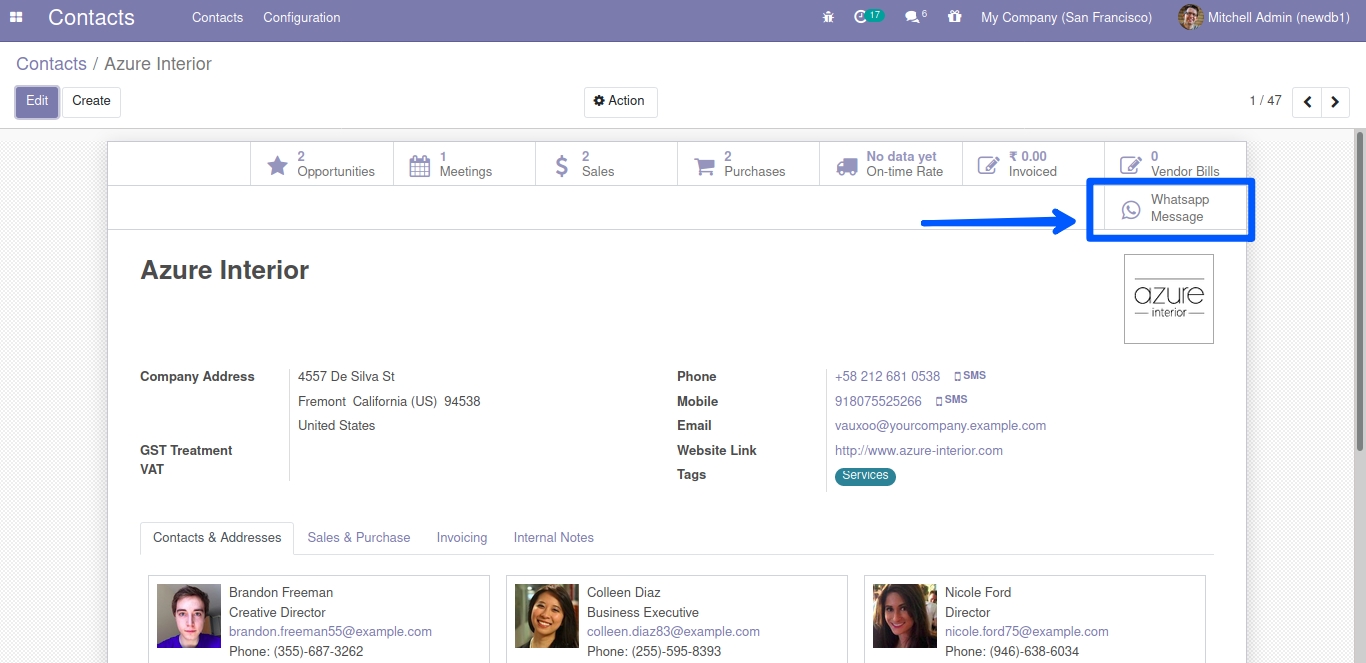 Contacts
Contacts Configuration
17 6 My Company (San Francisco) Mitchell Admin (newdb1)
Contacts / Azure Interior
Edit Create Action 1 / 47
2
Opportunities
1
Meetings
2
Sales
2
Purchases
No data yet
On-time Rate
₹ 0.00
Invoiced
0
Vendor Bills
Whatsapp
Message
Azure Interior
azure
interior
Company Address 4557 De Silva St
Fremont California (US) 94538
United States
GST Treatment
VAT
Phone +58 212 681 0538 SMS
Mobile 918075525266 SMS
Email vauxoo@yourcompany.example.com
Website Link http://www.azure-interior.com
Tags Services
Contacts & Addresses Sales & Purchase Invoicing Internal Notes
Brandon Freeman
Creative Director
brandon.freeman55@example.com
Phone: (355)-687-3262
Colleen Diaz
Business Executive
colleen.diaz83@example.com
Phone: (255)-595-8393
Nicole Ford
Director
nicole.ford75@example.com
Phone: (946)-638-6034